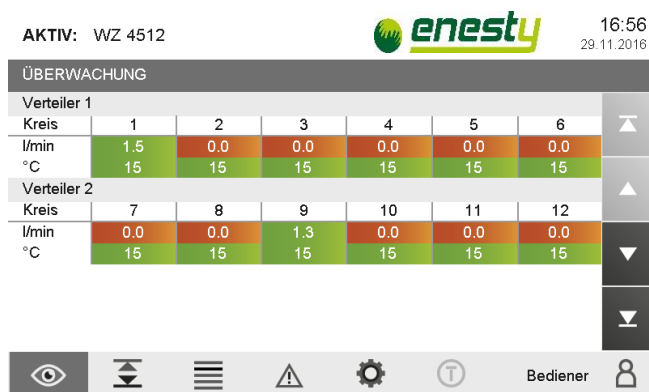 AKTIV: WZ 4512
enesty
16:56
29.11.2016
ÜBERWACHUNG
Verteiler 1
Kreis 1 2 3 4 5 6
l/min 1.5 0.0 0.0 0.0 0.0 0.0
°C 15 15 15 15 15 15
Verteiler 2
Kreis 7 8 9 10 11 12
l/min 0.0 0.0 1.3 0.0 0.0 0.0
°C 15 15 15 15 15 15
T
Bediener